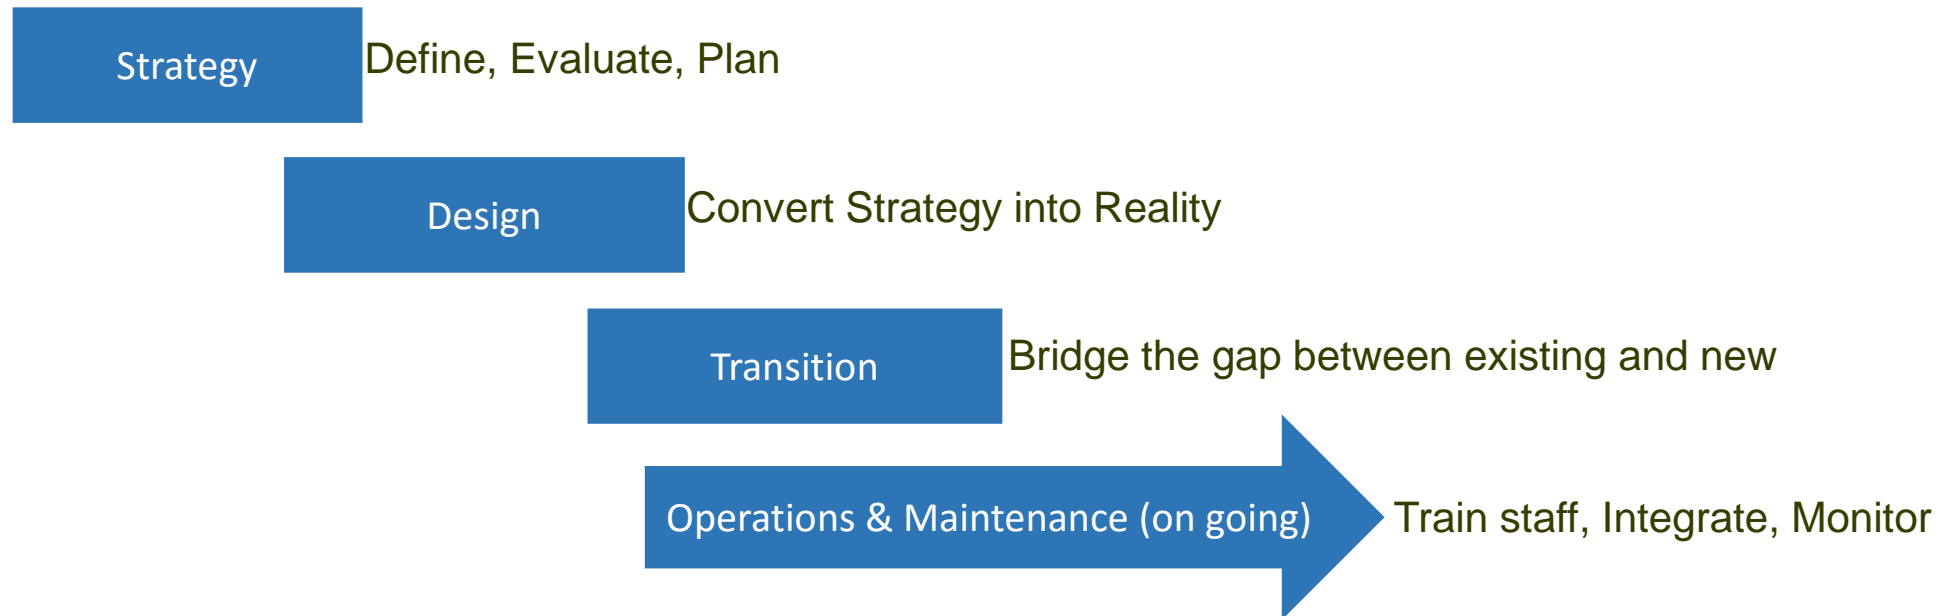 Strategy
Define, Evaluate, Plan
Design
Convert Strategy into Reality
Transition
Bridge the gap between existing and new
Operations & Maintenance (on going)
Train staff, Integrate, Monitor